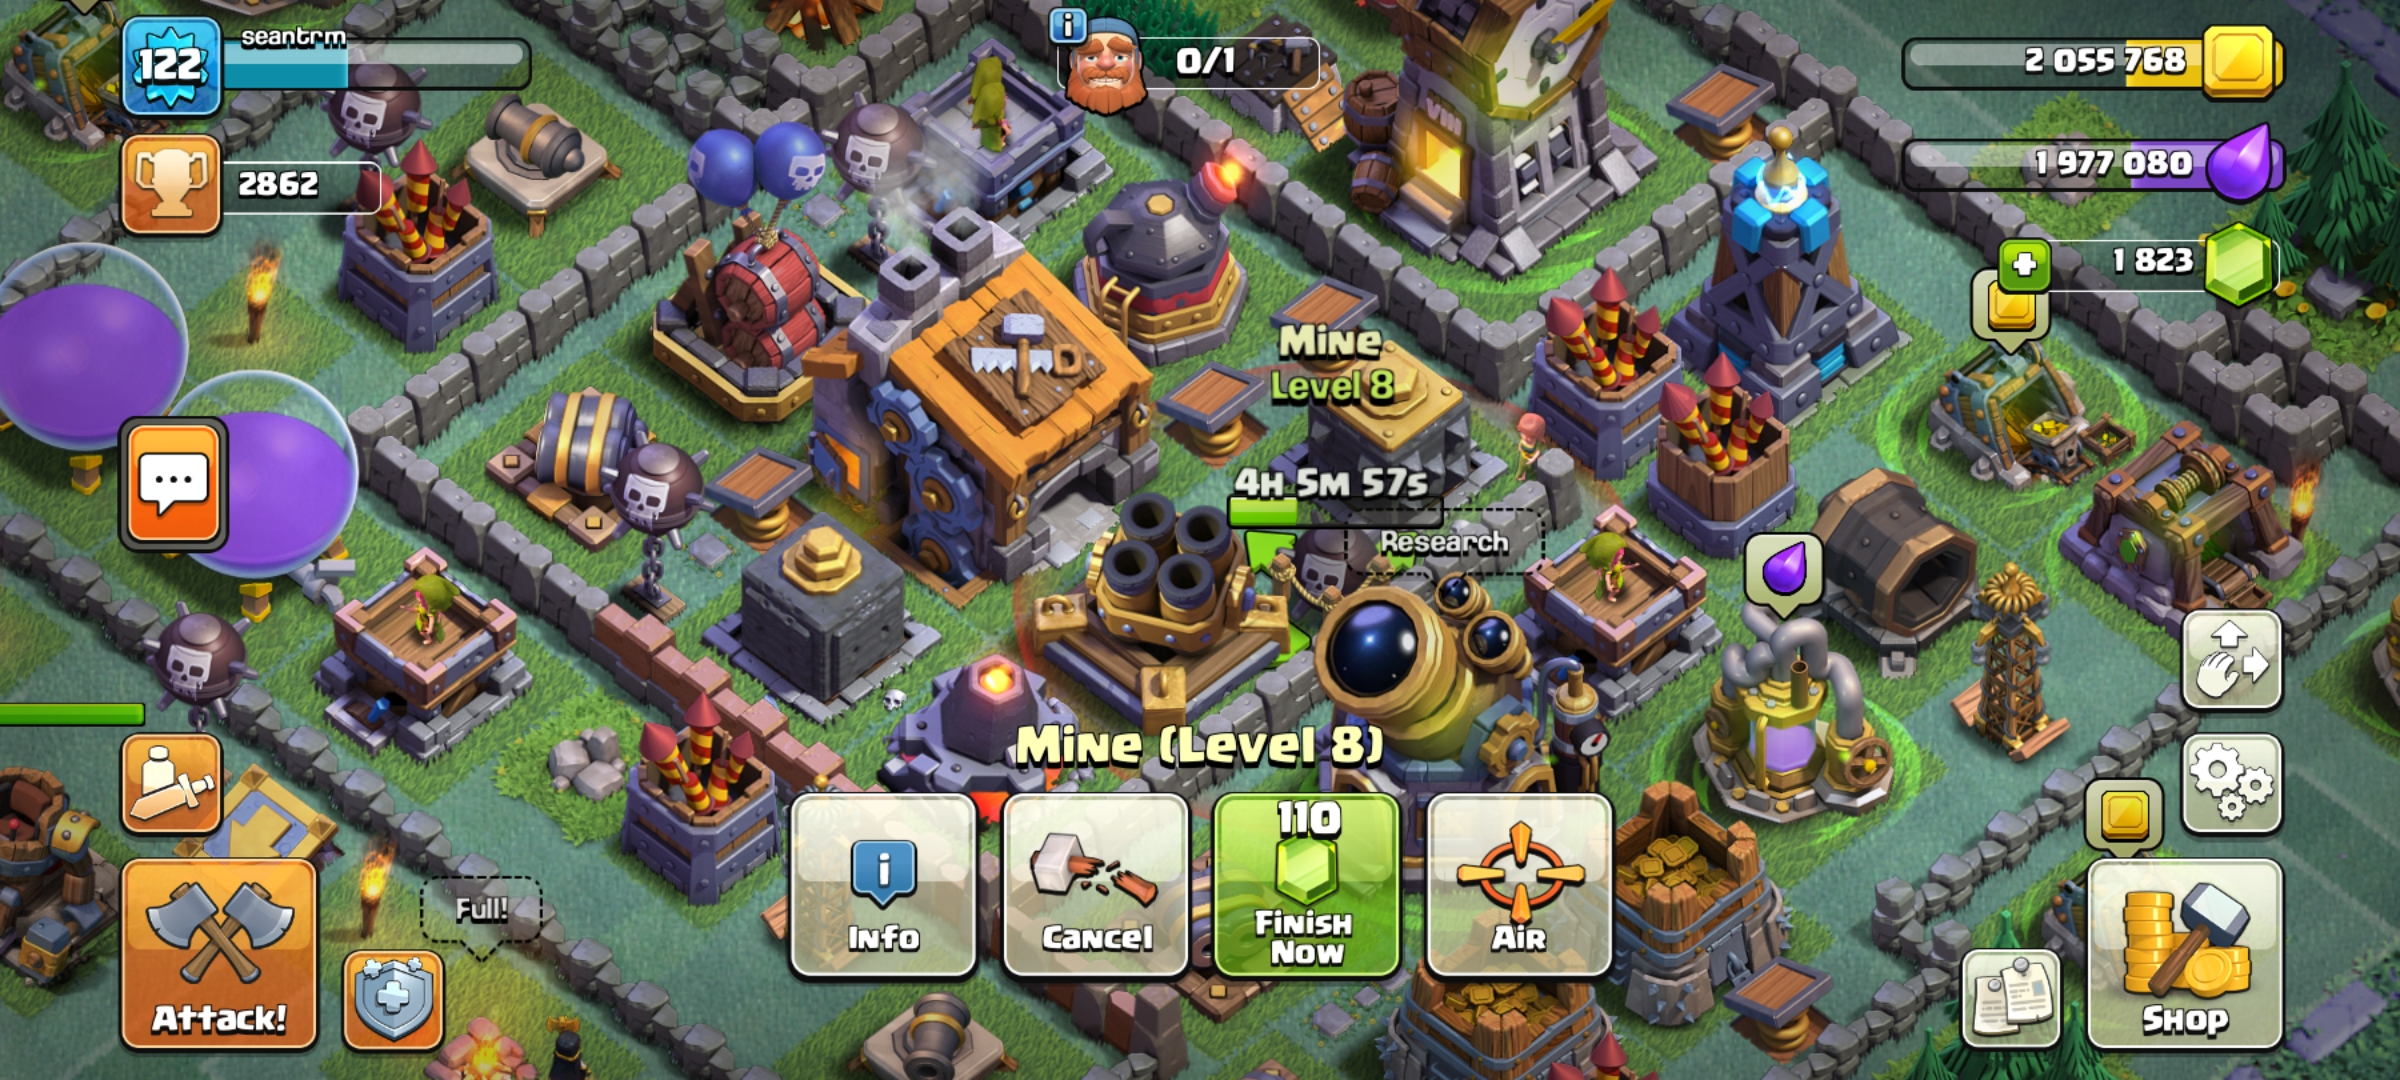 122
seantrm
0/1
2 055 768
2862
1 977 080
1 823
VIII
Mine
Level 8
4H 5M 57s
Research
Mine (Level 8)
110
Info
Cancel
Finish
Now
Air
Full!
Attack!
Shop